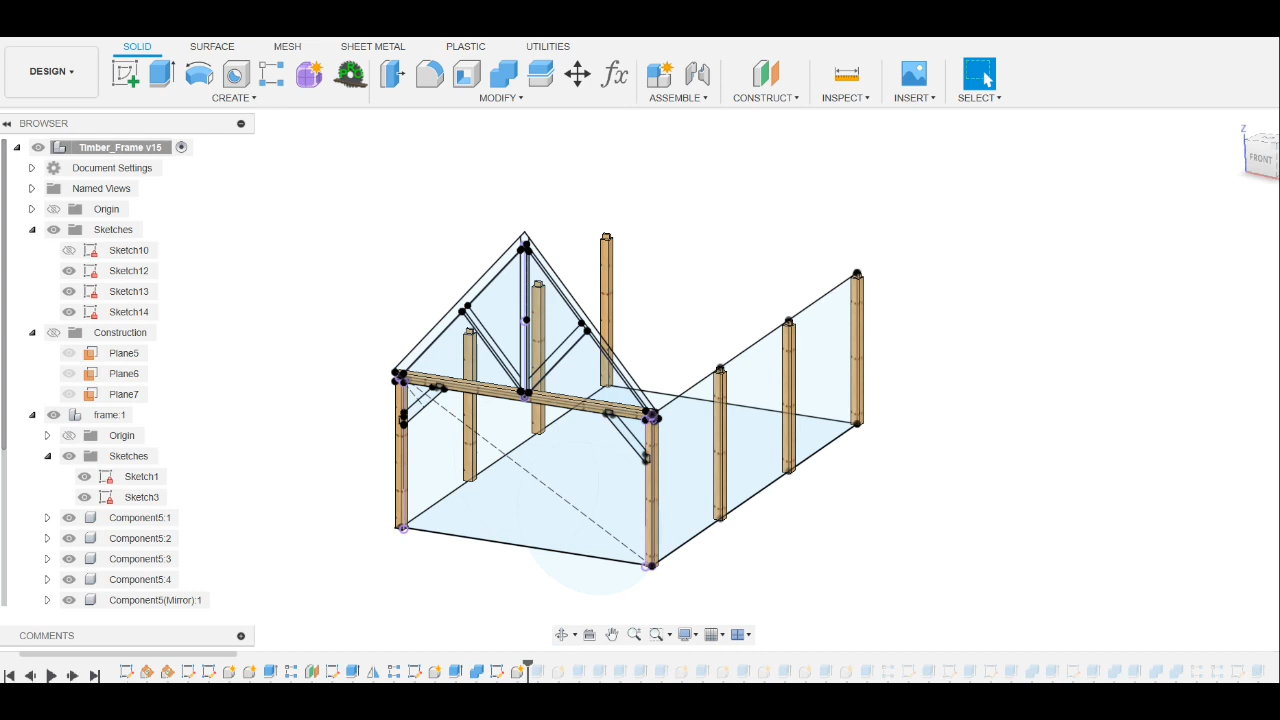 SOLID SURFACE MESH SHEET METAL PLASTIC UTILITIES
DESIGN
fx
CREATE MODIFY ASSEMBLE CONSTRUCT INSPECT INSERT SELECT
BROWSER
Timber_Frame v15
Document Settings
Named Views
Origin
Sketches
Sketch10
Sketch12
Sketch13
Sketch14
Construction
Plane5
Plane6
Plane7
frame:1
Origin
Sketches
Sketch1
Sketch3
Component5:1
Component5:2
Component5:3
Component5:4
Component5(Mirror):1
COMMENTS
Z
FRONT